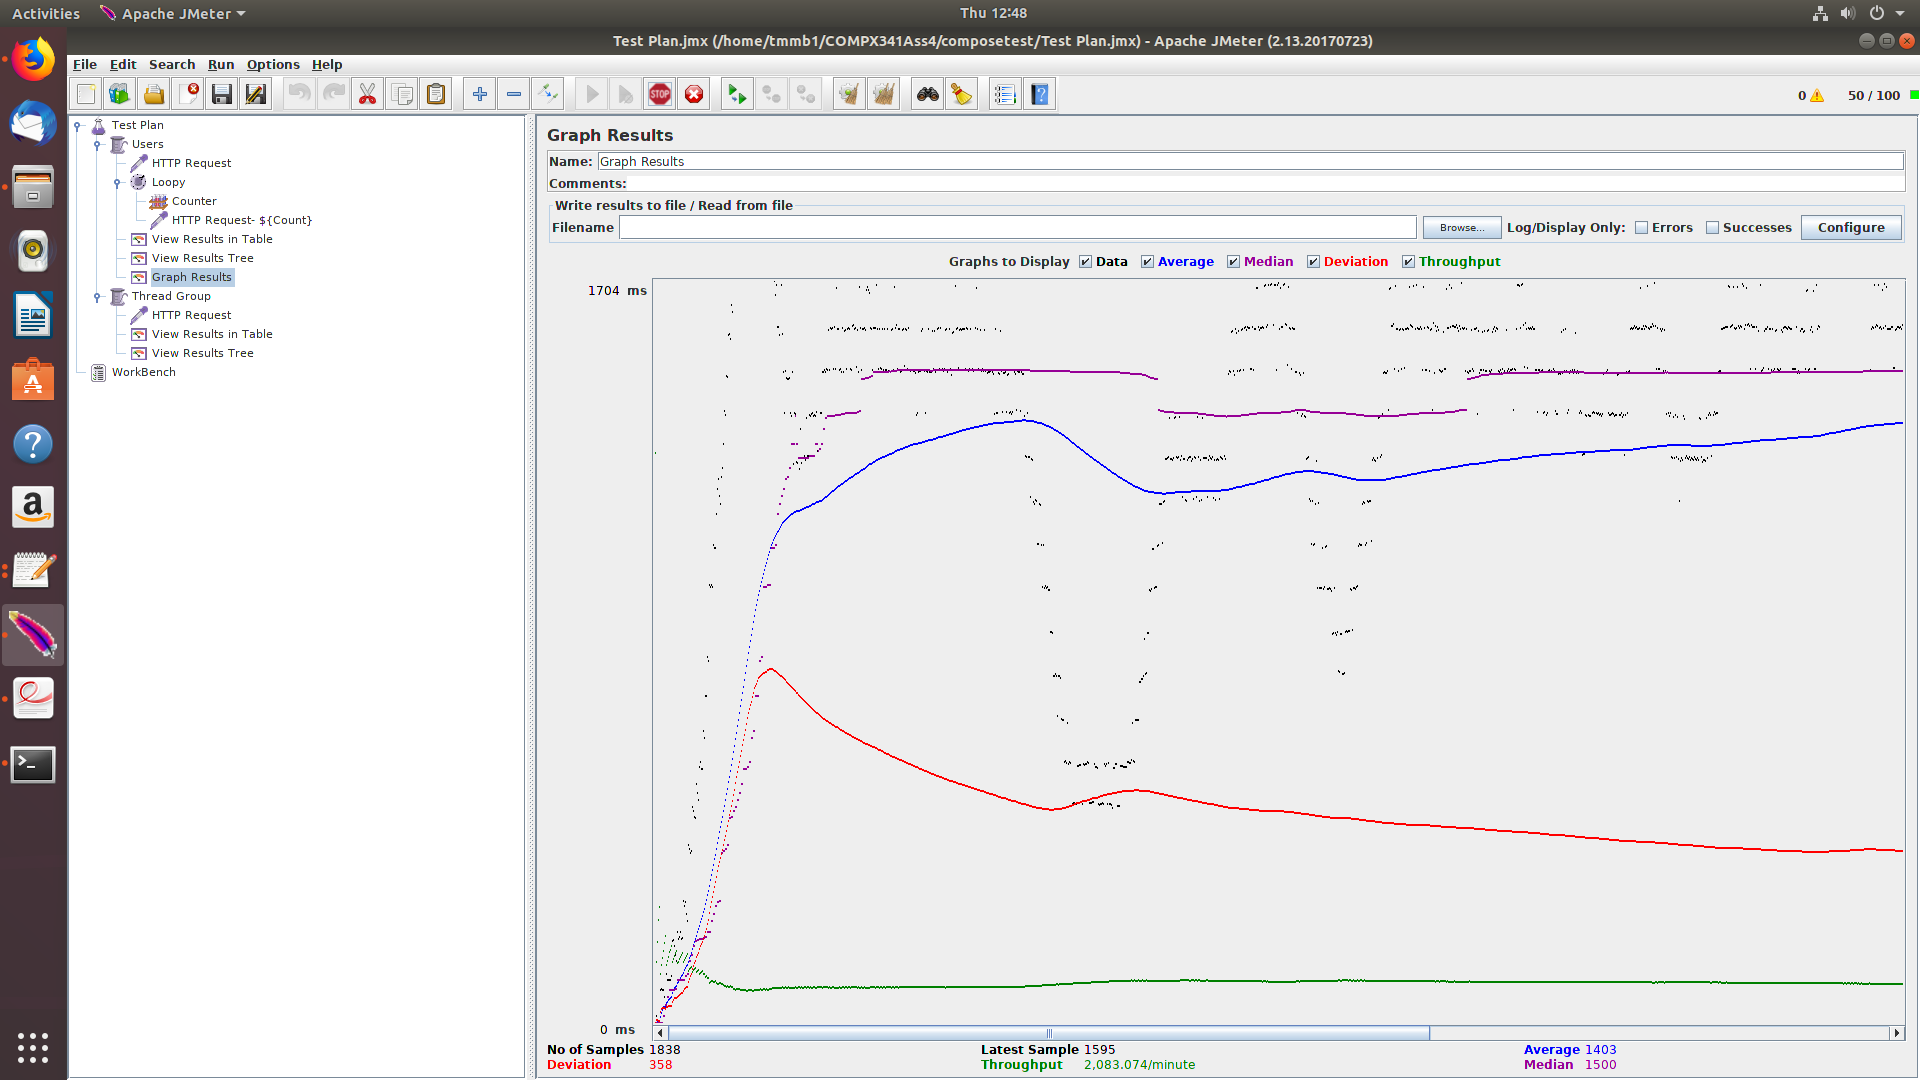 Activities Apache JMeter Thu 12:48
Test Plan.jmx (/home/tmmb1/COMPX341Ass4/composetest/Test Plan.jmx) - Apache JMeter (2.13.20170723)
File Edit Search Run Options Help
STOP 0 50 / 100
Test Plan
Users
HTTP Request
Loopy
Counter
HTTP Request- ${Count}
View Results in Table
View Results Tree
Graph Results
Thread Group
HTTP Request
View Results in Table
View Results Tree
WorkBench
Graph Results
Name: Graph Results
Comments:
Write results to file / Read from file
Filename Browse... Log/Display Only: Errors Successes Configure
Graphs to Display Data Average Median Deviation Throughput
1704 ms
0 ms
No of Samples 1838 Latest Sample 1595 Average 1403
Deviation 358 Throughput 2,083.074/minute Median 1500